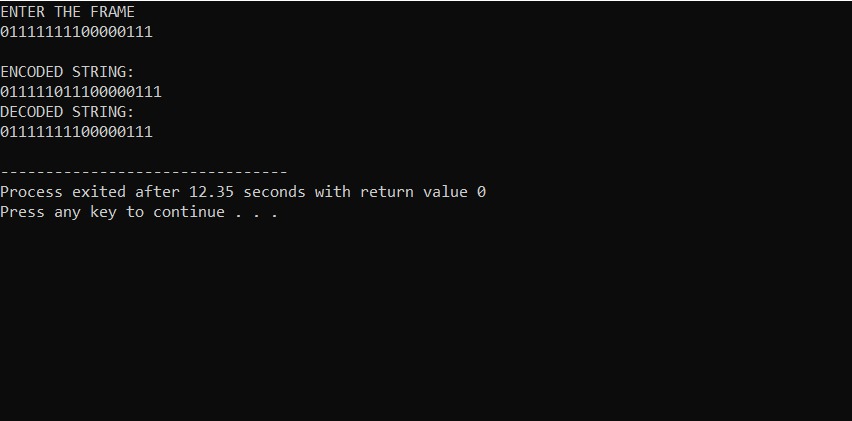 ENTER THE FRAME
01111111100000111
ENCODED STRING:
011111011100000111
DECODED STRING:
01111111100000111
--------------------------------
Process exited after 12.35 seconds with return value 0
Press any key to continue . . .